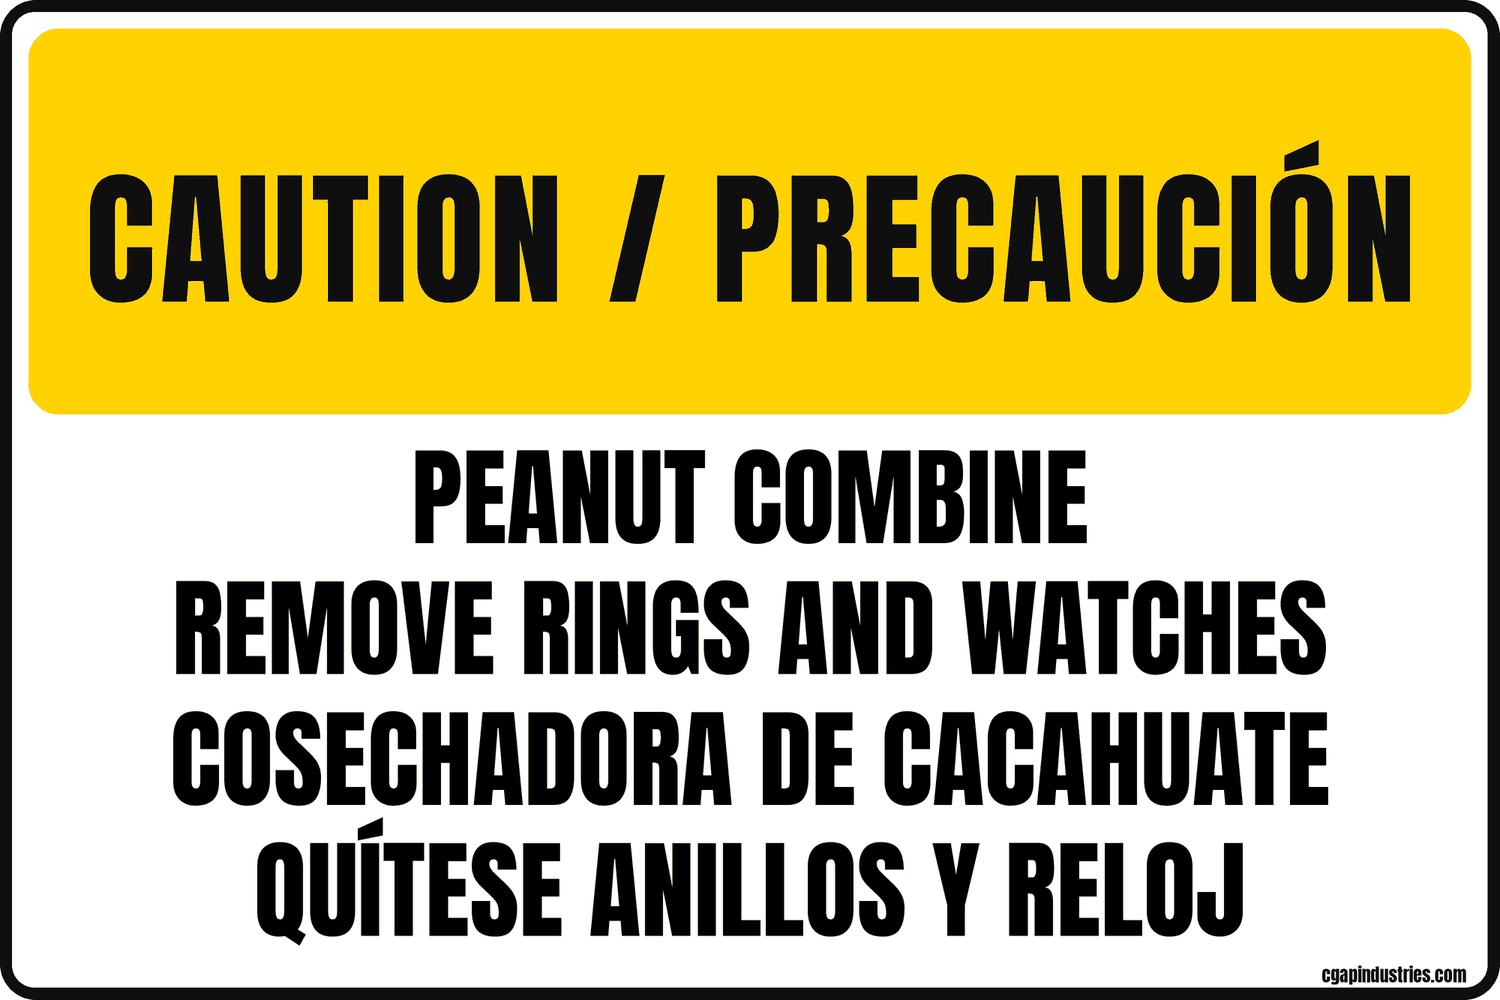 CAUTION / PRECAUCIÓN
PEANUT COMBINE
REMOVE RINGS AND WATCHES
COSECHADORA DE CACAHUATE
QUÍTESE ANILLOS Y RELOJ
cgapindustries.com